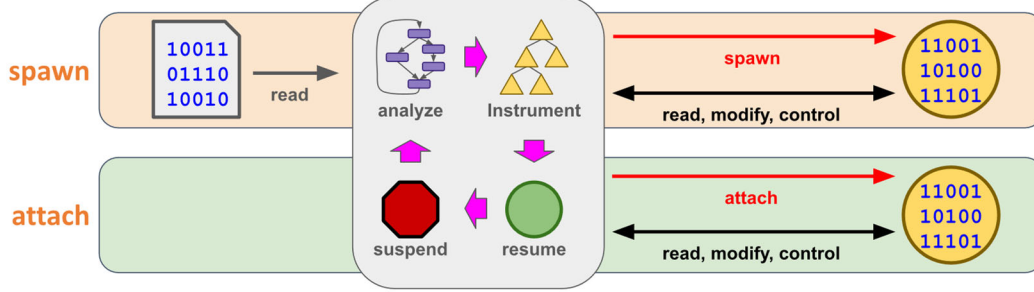 spawn
10011
01110
10010
read
analyze
Instrument
spawn
read, modify, control
11001
10100
11101
attach
suspend
resume
attach
read, modify, control
11001
10100
11101